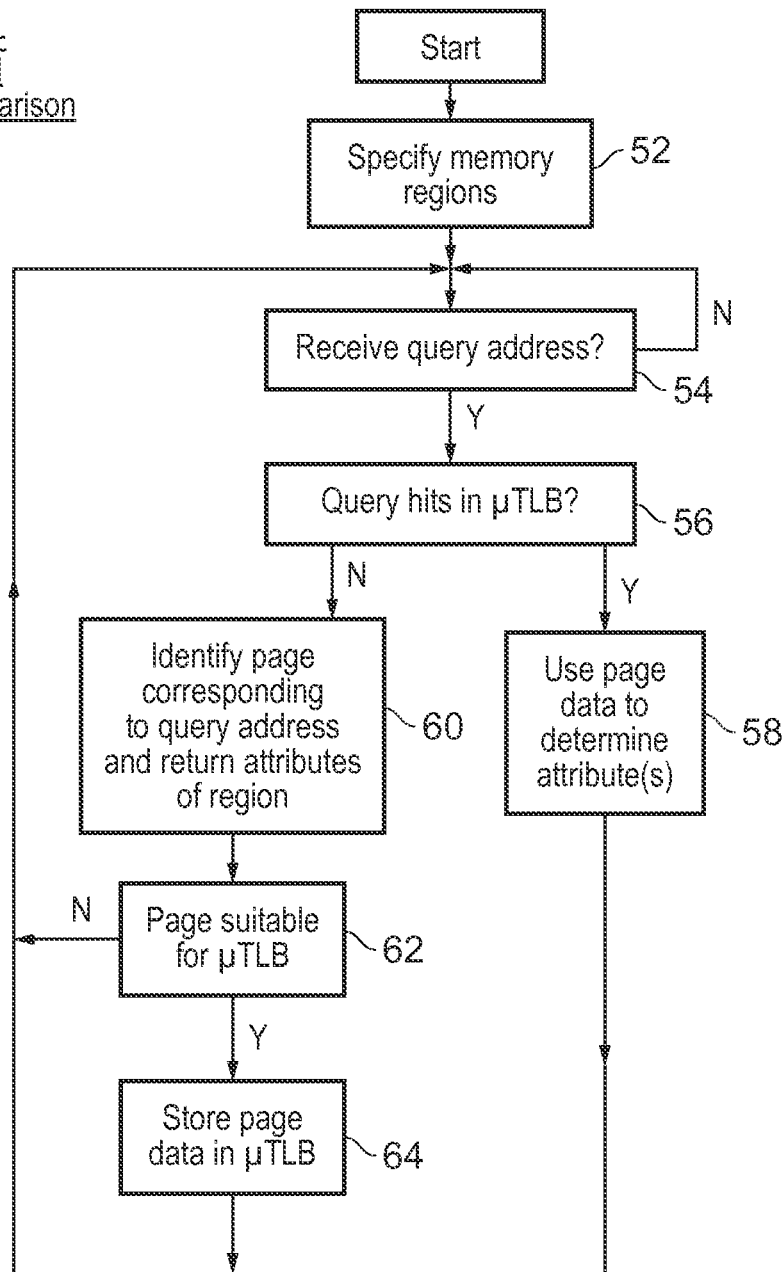 arison
Start
Specify memory
regions
52
N
Receive query address?
54
Y
Query hits in µTLB?
56
N
Y
Identify page
corresponding
to query address
and return attributes
of region
60
Use page
data to
determine
attribute(s)
58
N
Page suitable
for µTLB
62
Y
Store page
data in µTLB
64